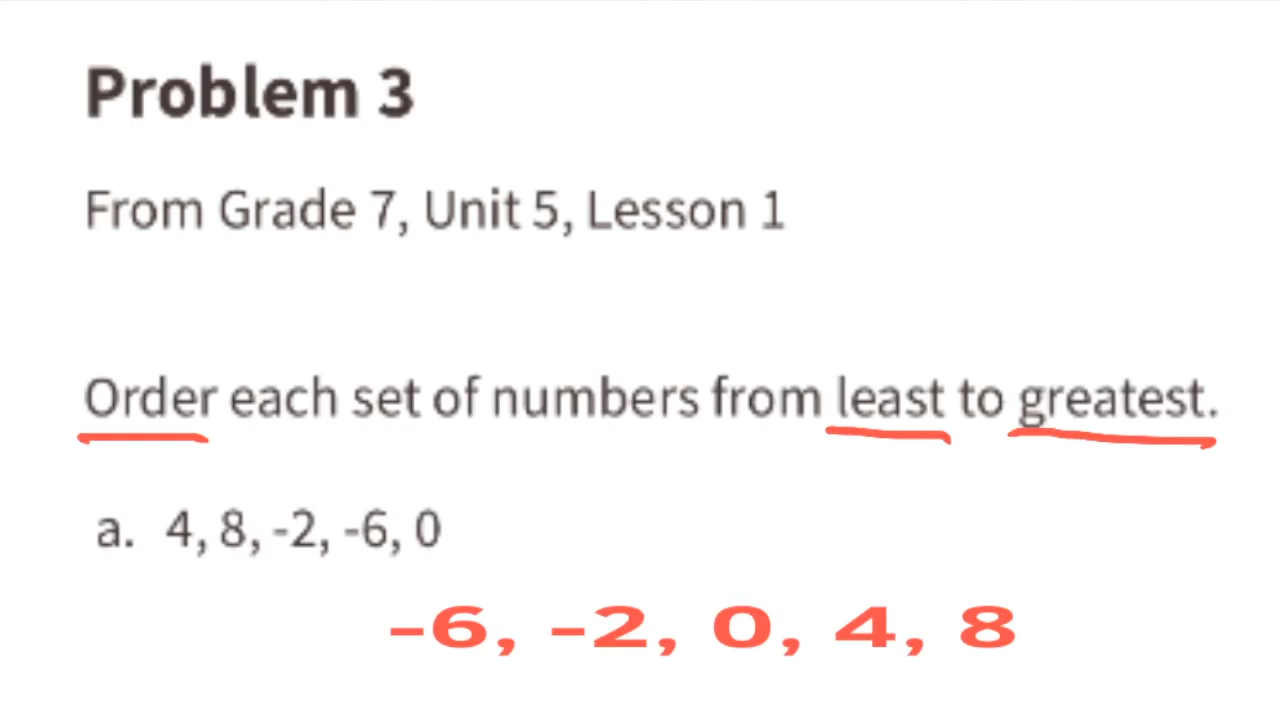 Problem 3
From Grade 7, Unit 5, Lesson 1
Order each set of numbers from least to greatest.
a. 4, 8, -2, -6, 0
-6, -2, 0, 4, 8